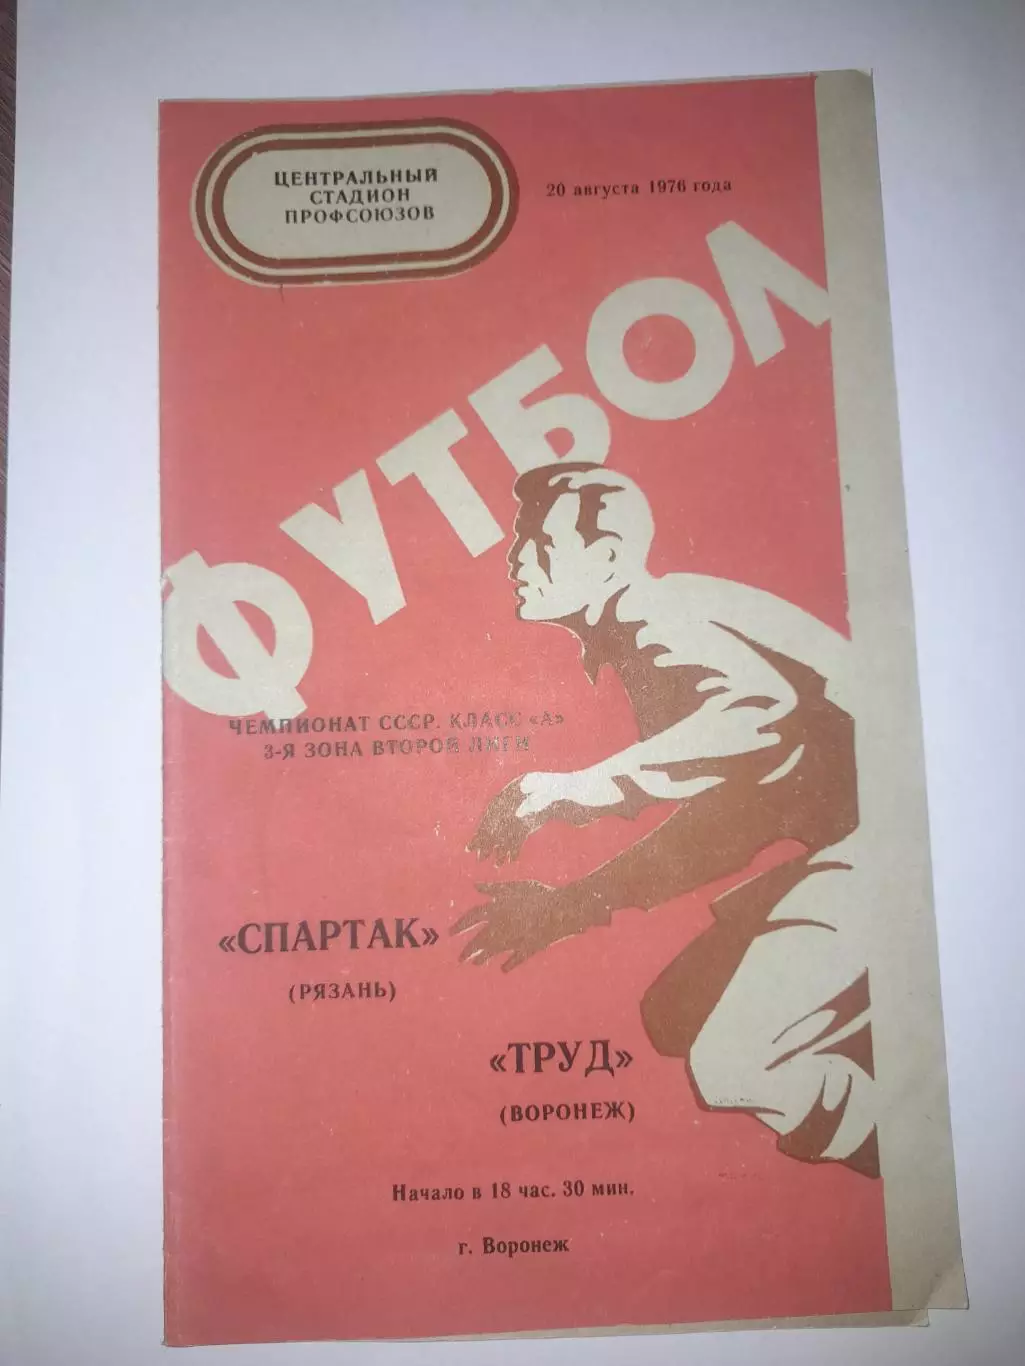 ЦЕНТРАЛЬНЫЙ
СТАДИОН
ПРОФСОЮЗОВ
20 августа 1976 года
ФУТБОЛ
ЧЕМПИОНАТ СССР. КЛАСС «А»
3-Я ЗОНА ВТОРОЙ ЛИГИ
«СПАРТАК»
(РЯЗАНЬ)
«ТРУД»
(ВОРОНЕЖ)
Начало в 18 час. 30 мин.
г. Воронеж